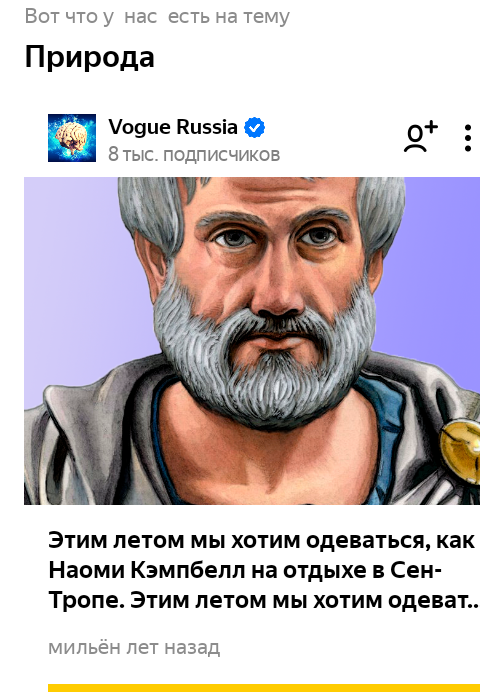 Вот что у нас есть на тему
Природа
Vogue Russia
8 тыс. подписчиков
Этим летом мы хотим одеваться, как
Наоми Кэмпбелл на отдыхе в Сен-
Тропе. Этим летом мы хотим одеват..
мильён лет назад